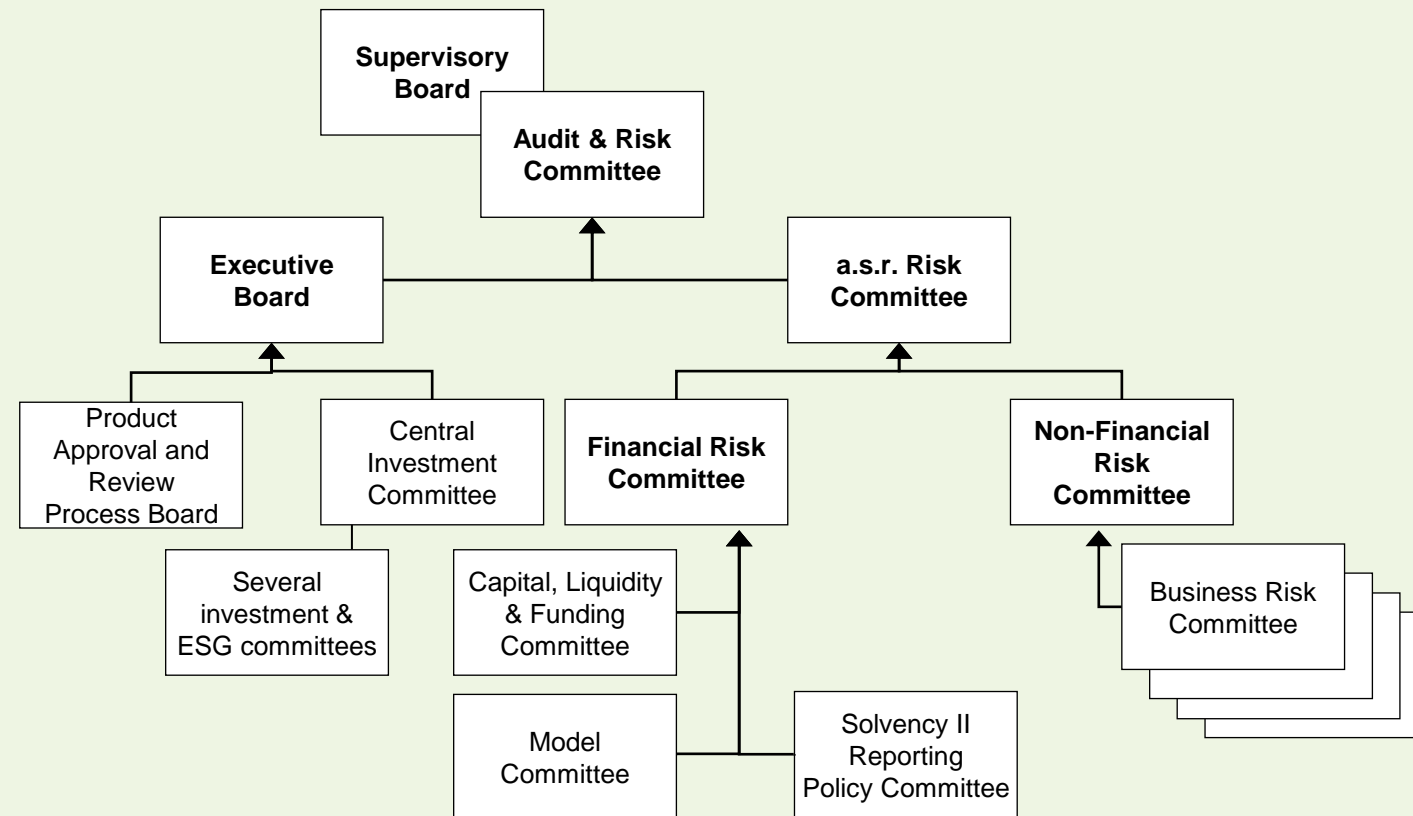 Supervisory
Board
Audit & Risk
Committee
Executive
Board
a.s.r. Risk
Committee
Product
Approval and
Review
Process Board
Central
Investment
Committee
Financial Risk
Committee
Non-Financial
Risk
Committee
Several
investment &
ESG committees
Capital, Liquidity
& Funding
Committee
Business Risk
Committee
Model
Committee
Solvency II
Reporting
Policy Committee